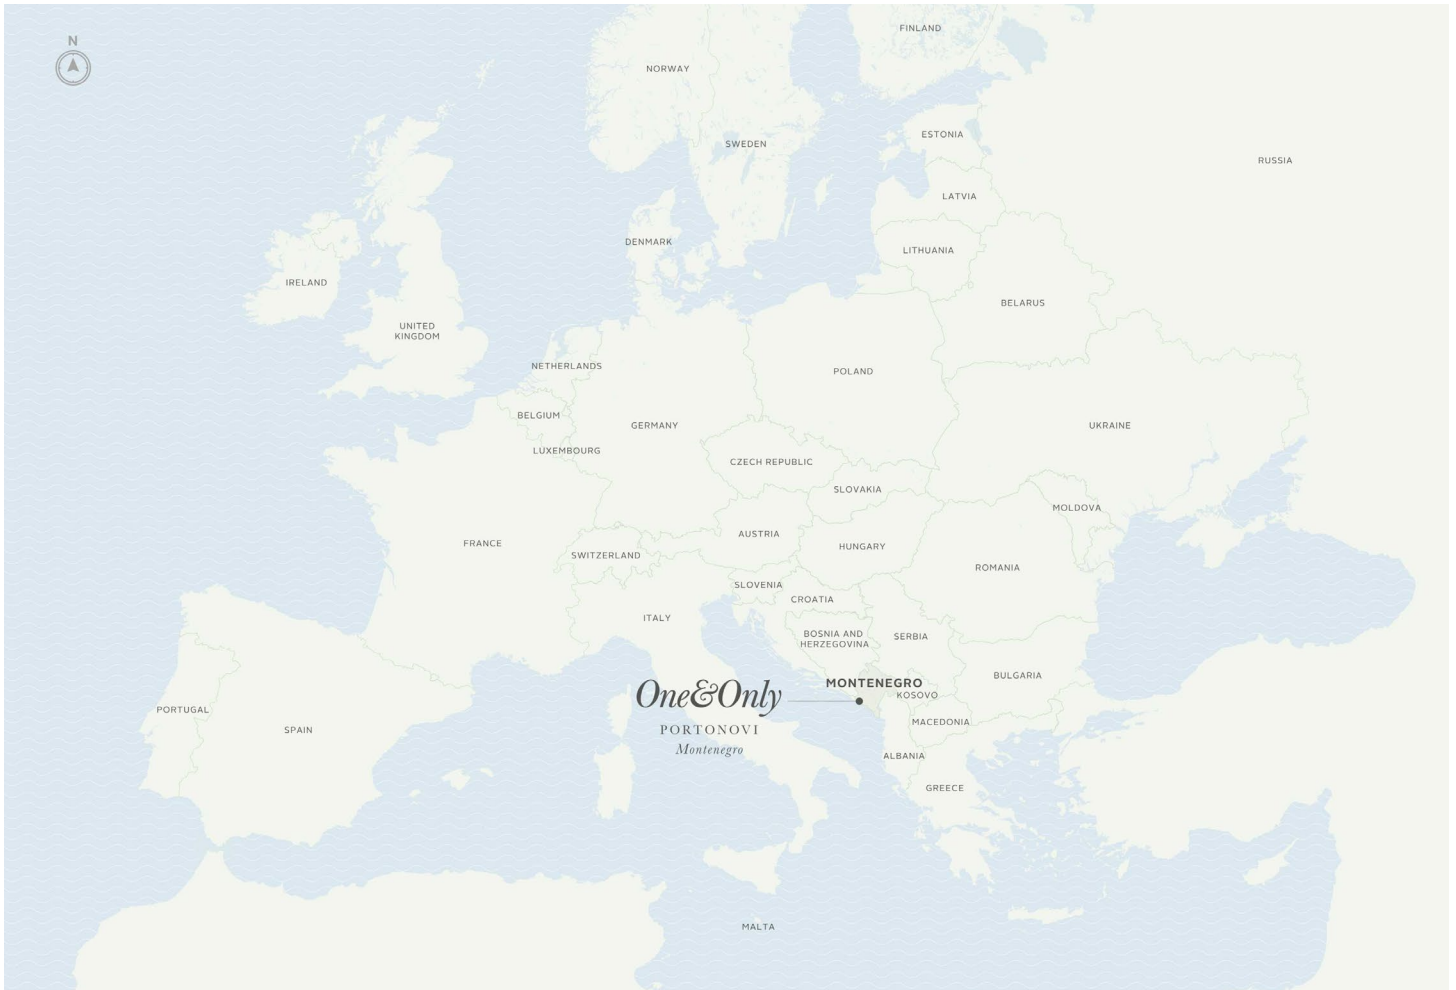 N
FINLAND
NORWAY
ESTONIA
SWEDEN
RUSSIA
LATVIA
DENMARK
LITHUANIA
IRELAND
BELARUS
UNITED
KINGDOM
NETHERLANDS
POLAND
BELGIUM
GERMANY
UKRAINE
LUXEMBOURG
CZECH REPUBLIC
SLOVAKIA
MOLDOVA
AUSTRIA
FRANCE
HUNGARY
SWITZERLAND
ROMANIA
SLOVENIA
CROATIA
ITALY
BOSNIA AND
HERZEGOVINA
SERBIA
BULGARIA
MONTENEGRO
One&Only
KOSOVO
PORTUGAL
MACEDONIA
SPAIN
PORTONOVI
Montenegro
ALBANIA
GREECE
MALTA